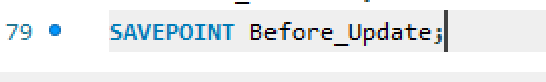 79 SAVEPOINT Before_Update;